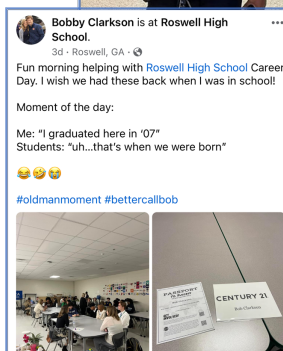 Bobby Clarkson is at Roswell High
School.
3d · Roswell, GA ·
Fun morning helping with Roswell High School Career
Day. I wish we had these back when I was in school!
Moment of the day:
Me: “I graduated here in ‘07”
Students: “uh...that’s when we were born”
😂🤣😭
#oldmanmoment #bettercallbob
PASSPORT
CENTURY 21
Bob Clarkson